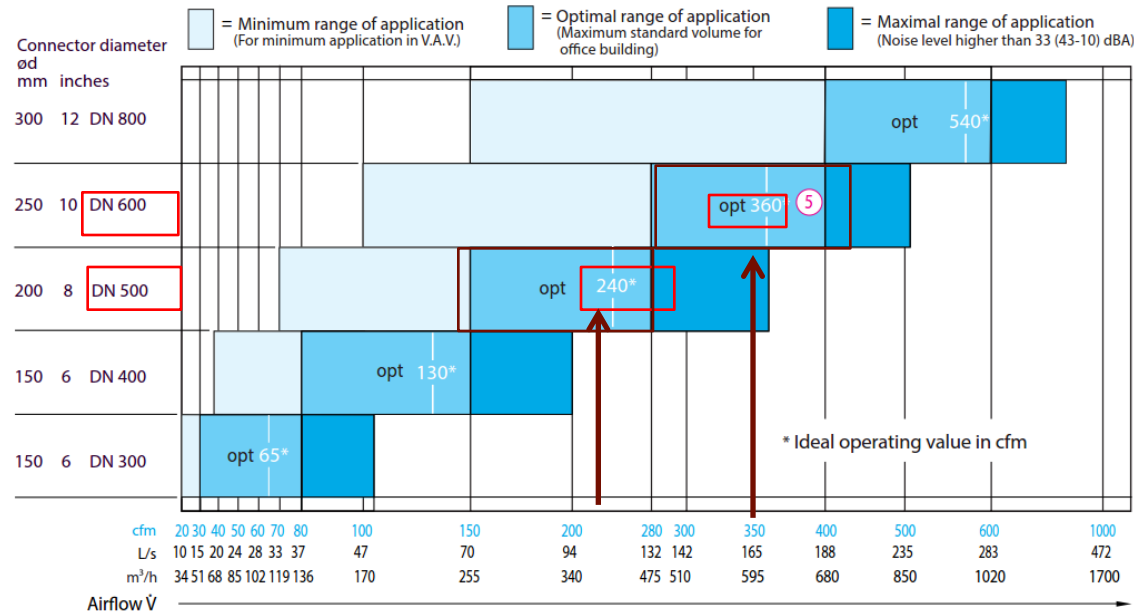 = Minimum range of application
(For minimum application in V.A.V.)
= Optimal range of application
(Maximum standard volume for
office building)
= Maximal range of application
(Noise level higher than 33 (43-10) dBA)
Connector diameter
ød
mm inches
300 12 DN 800 opt 540*
250 10 DN 600 opt 360* 5
200 8 DN 500 opt 240*
150 6 DN 400 opt 130*
150 6 DN 300 opt 65*
* Ideal operating value in cfm
cfm 20 30 40 50 60 70 80 100 150 200 280 300 350 400 500 600 1000
L/s 10 15 20 24 28 33 37 47 70 94 132 142 165 188 235 283 472
m³/h 34 51 68 85 102 119 136 170 255 340 475 510 595 680 850 1020 1700
Airflow V̇